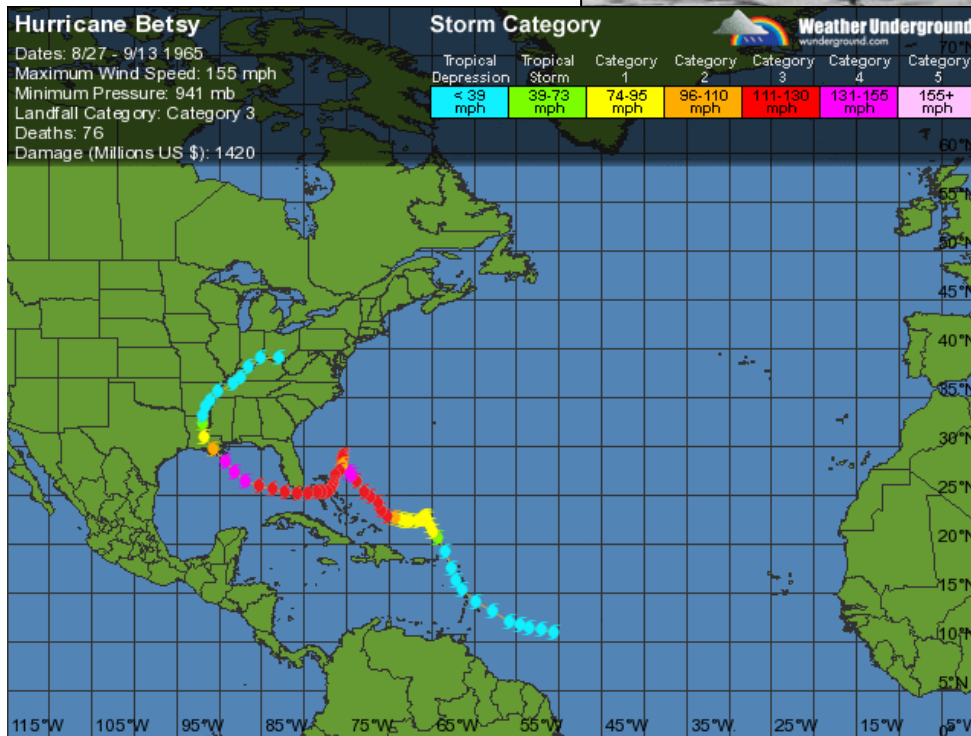 Hurricane Betsy
Dates: 8/27 - 9/13 1965
Maximum Wind Speed: 155 mph
Minimum Pressure: 941 mb
Landfall Category: Category 3
Deaths: 76
Damage (Millions US $): 1420
Storm Category
Weather Underground
wunderground.com
Tropical Depression
< 39 mph
Tropical Storm
39-73 mph
Category 1
74-95 mph
Category 2
96-110 mph
Category 3
111-130 mph
Category 4
131-155 mph
Category 5
155+ mph
70°N
60°N
55°N
50°N
45°N
40°N
35°N
30°N
25°N
20°N
15°N
10°N
5°N
0°
115°W 105°W 95°W 85°W 75°W 65°W 55°W 45°W 35°W 25°W 15°W 5°W